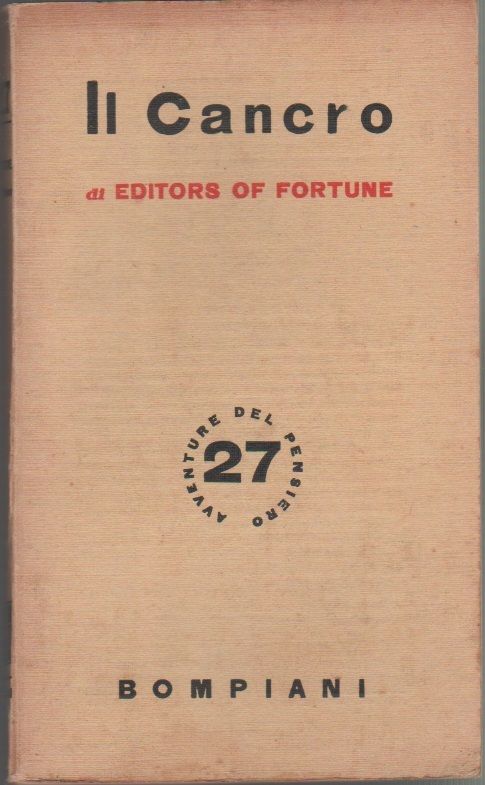 Il Cancro
di EDITORS OF FORTUNE
AVVENTURE DEL PENSIERO
27
BOMPIANI